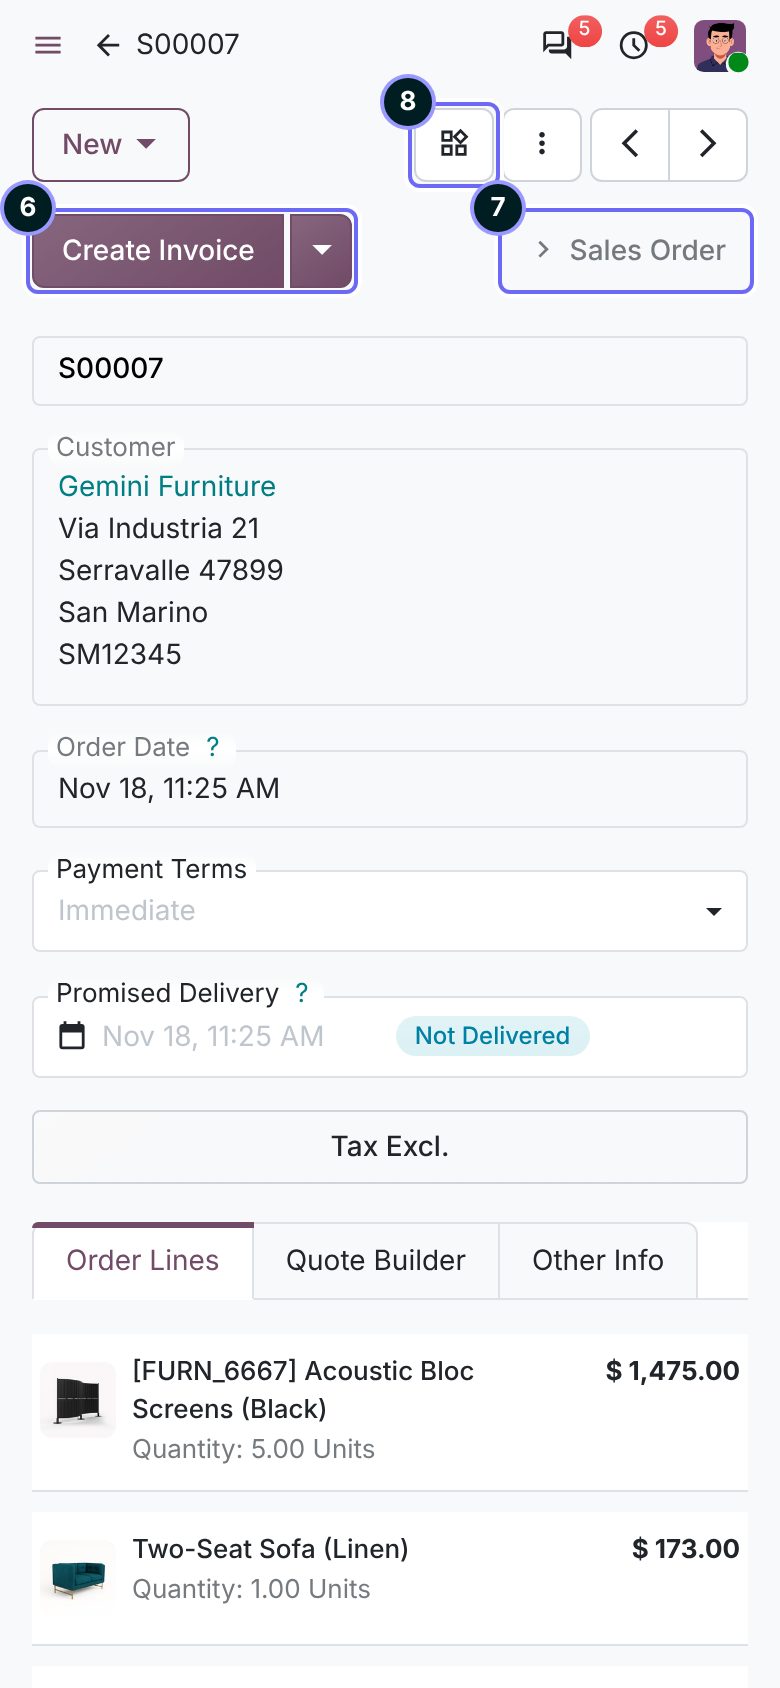 S00007
5
5
8
New
6
7
Create Invoice
Sales Order
S00007
Customer
Gemini Furniture
Via Industria 21
Serravalle 47899
San Marino
SM12345
Order Date ?
Nov 18, 11:25 AM
Payment Terms
Immediate
Promised Delivery ?
Nov 18, 11:25 AM Not Delivered
Tax Excl.
Order Lines Quote Builder Other Info
[FURN_6667] Acoustic Bloc $ 1,475.00
Screens (Black)
Quantity: 5.00 Units
Two-Seat Sofa (Linen) $ 173.00
Quantity: 1.00 Units